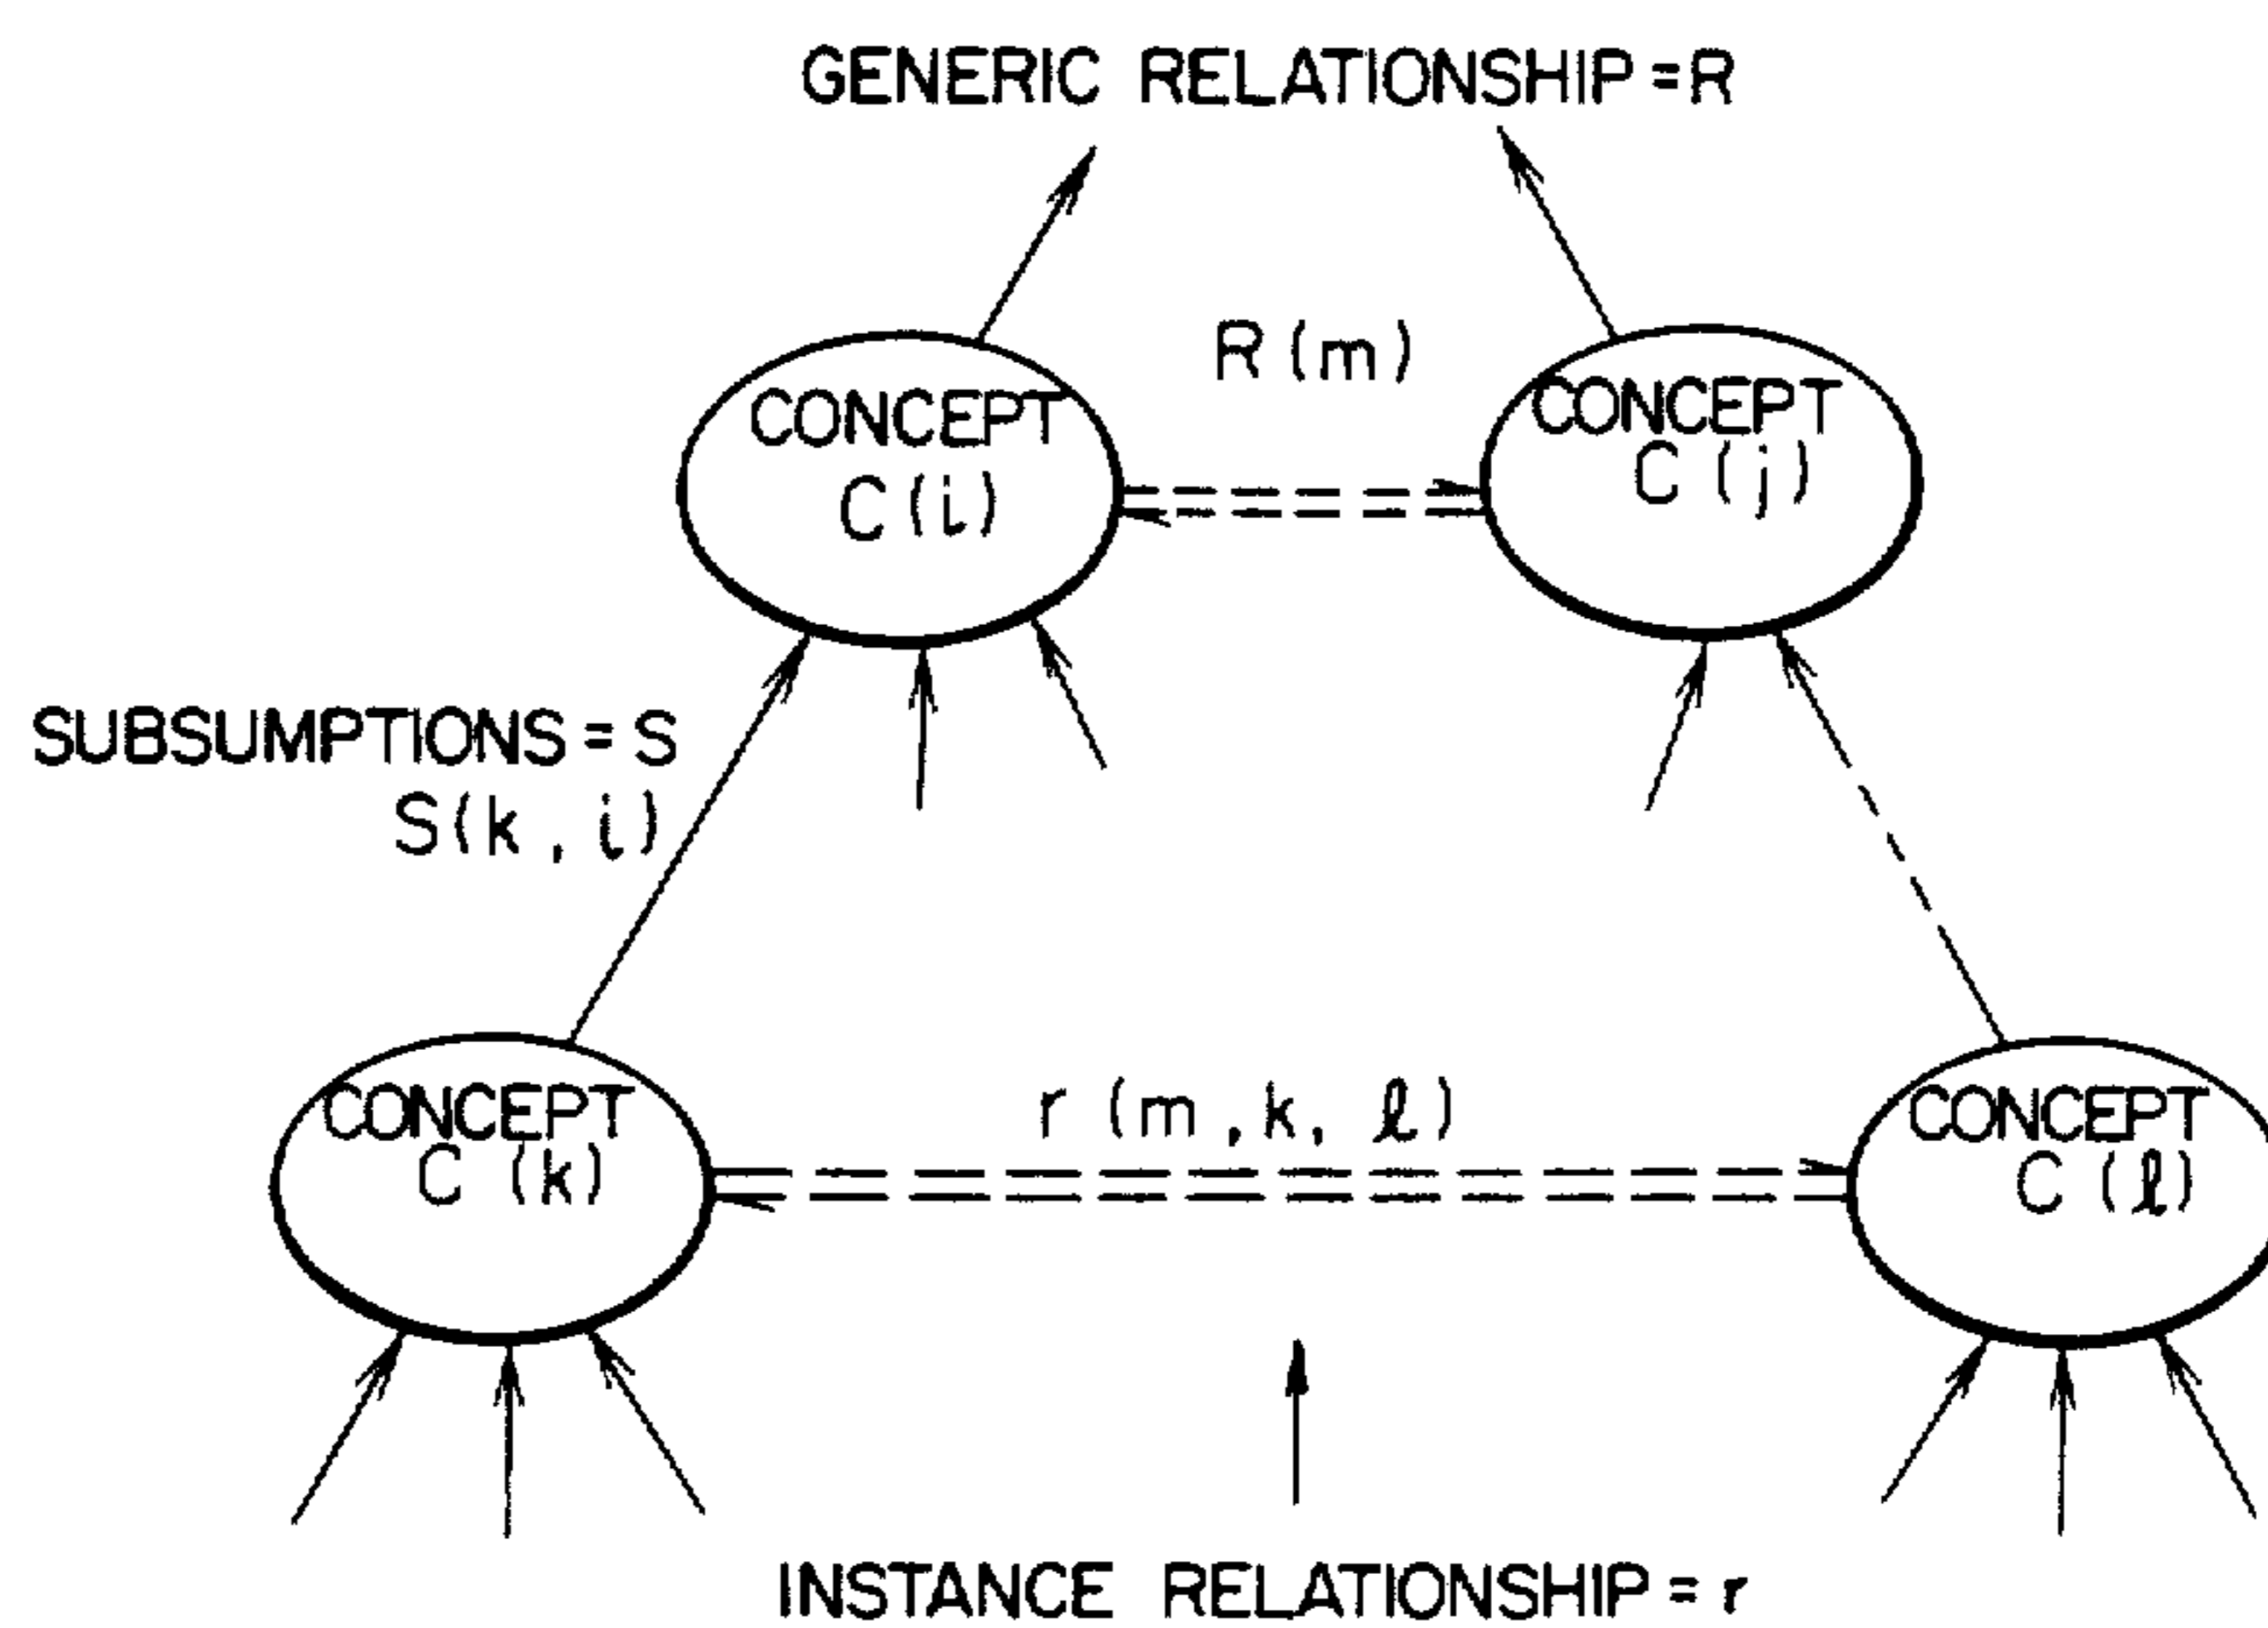 GENERIC RELATIONSHIP = R
R (m)
CONCEPT
C (i)
CONCEPT
C (j)
SUBSUMPTIONS = S
S(k, i)
CONCEPT
C (k)
r (m, k, ℓ)
CONCEPT
C (ℓ)
INSTANCE RELATIONSHIP = r